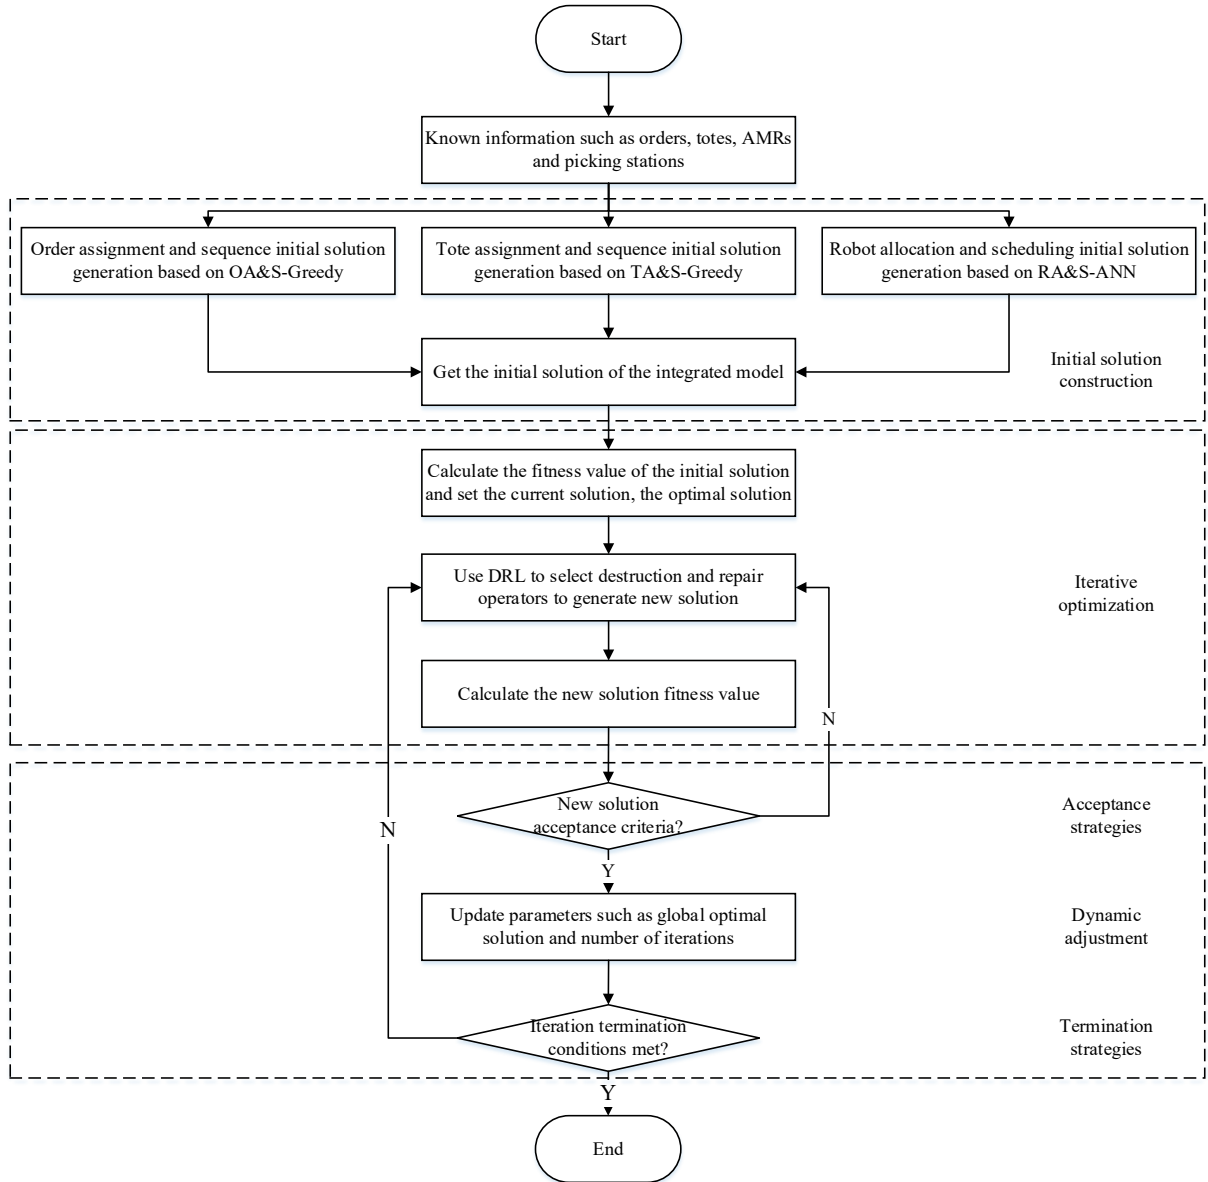 Start
Known information such as orders, totes, AMRs
and picking stations
Order assignment and sequence initial solution
generation based on OA&S-Greedy
Tote assignment and sequence initial solution
generation based on TA&S-Greedy
Robot allocation and scheduling initial solution
generation based on RA&S-ANN
Get the initial solution of the integrated model
Initial solution
construction
Calculate the fitness value of the initial solution
and set the current solution, the optimal solution
Use DRL to select destruction and repair
operators to generate new solution
Iterative
optimization
Calculate the new solution fitness value
N
New solution
acceptance criteria?
Acceptance
strategies
N
Y
Update parameters such as global optimal
solution and number of iterations
Dynamic
adjustment
Iteration termination
conditions met?
Termination
strategies
Y
End